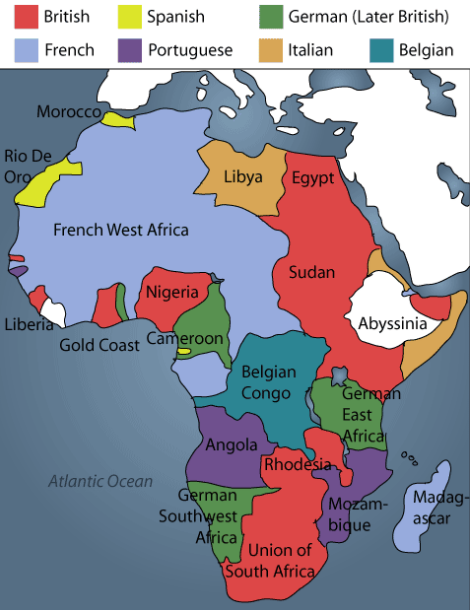 British
Spanish
German (Later British)
French
Portuguese
Italian
Belgian
Morocco
Rio De
Oro
Libya
Egypt
French West Africa
Sudan
Nigeria
Liberia
Gold Coast
Cameroon
Abyssinia
Belgian
Congo
German
East
Africa
Angola
Rhodesia
Atlantic Ocean
German
Southwest
Africa
Mozam-
bique
Madag-
ascar
Union of
South Africa